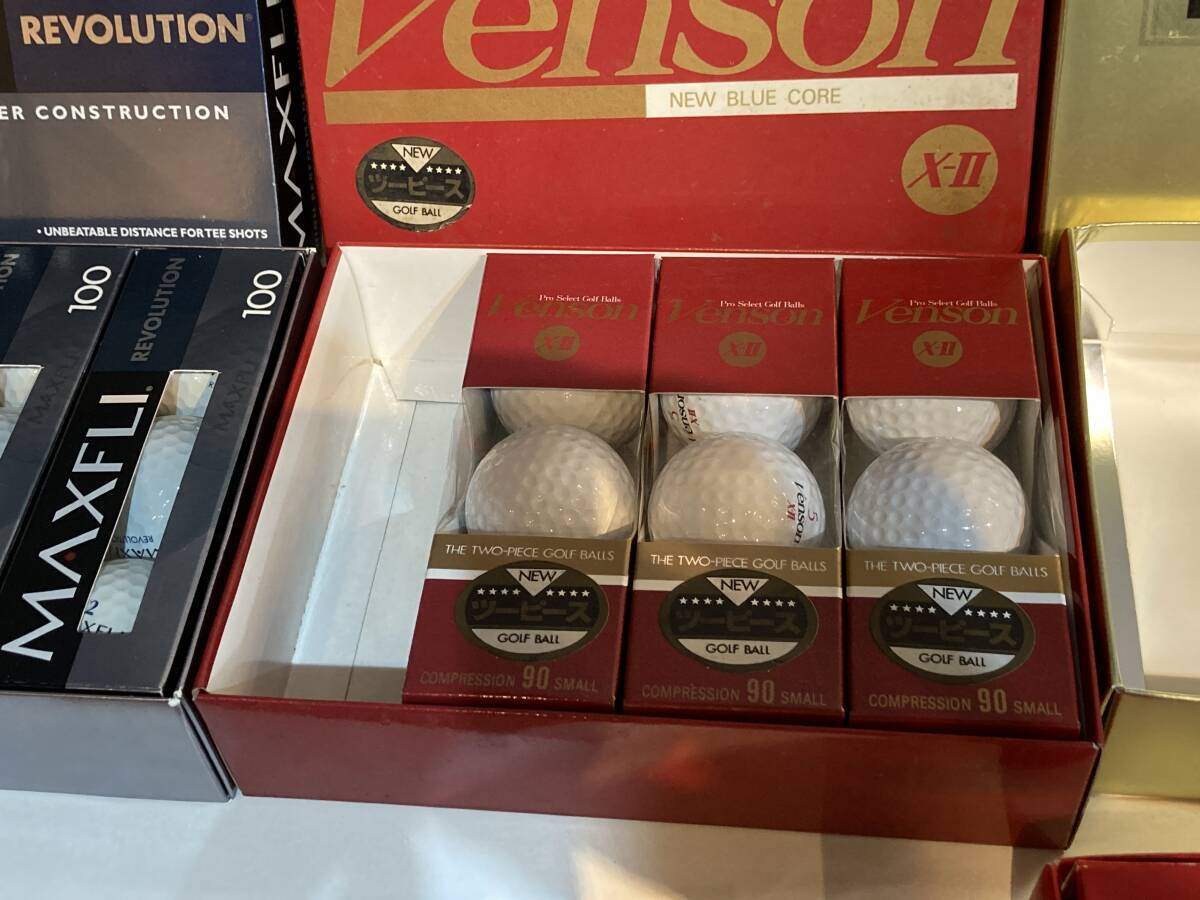 REVOLUTION
ER CONSTRUCTION
• UNBEATABLE DISTANCE FOR TEE SHOTS
MAXFLI
Venson
NEW BLUE CORE
NEW
ツーピース
GOLF BALL
X-II
100
REVOLUTION
100
MAXFLI
MAXFLI.
2
Pro Select Golf Balls
Venson
X-II
Pro Select Golf Balls
Venson
X-II
Pro Select Golf Balls
Venson
X-II
5
Venson
XII
THE TWO-PIECE GOLF BALLS
NEW
ツーピース
GOLF BALL
COMPRESSION 90 SMALL
THE TWO-PIECE GOLF BALLS
NEW
ツーピース
GOLF BALL
COMPRESSION 90 SMALL
THE TWO-PIECE GOLF BALLS
NEW
ツーピース
GOLF BALL
COMPRESSION 90 SMALL